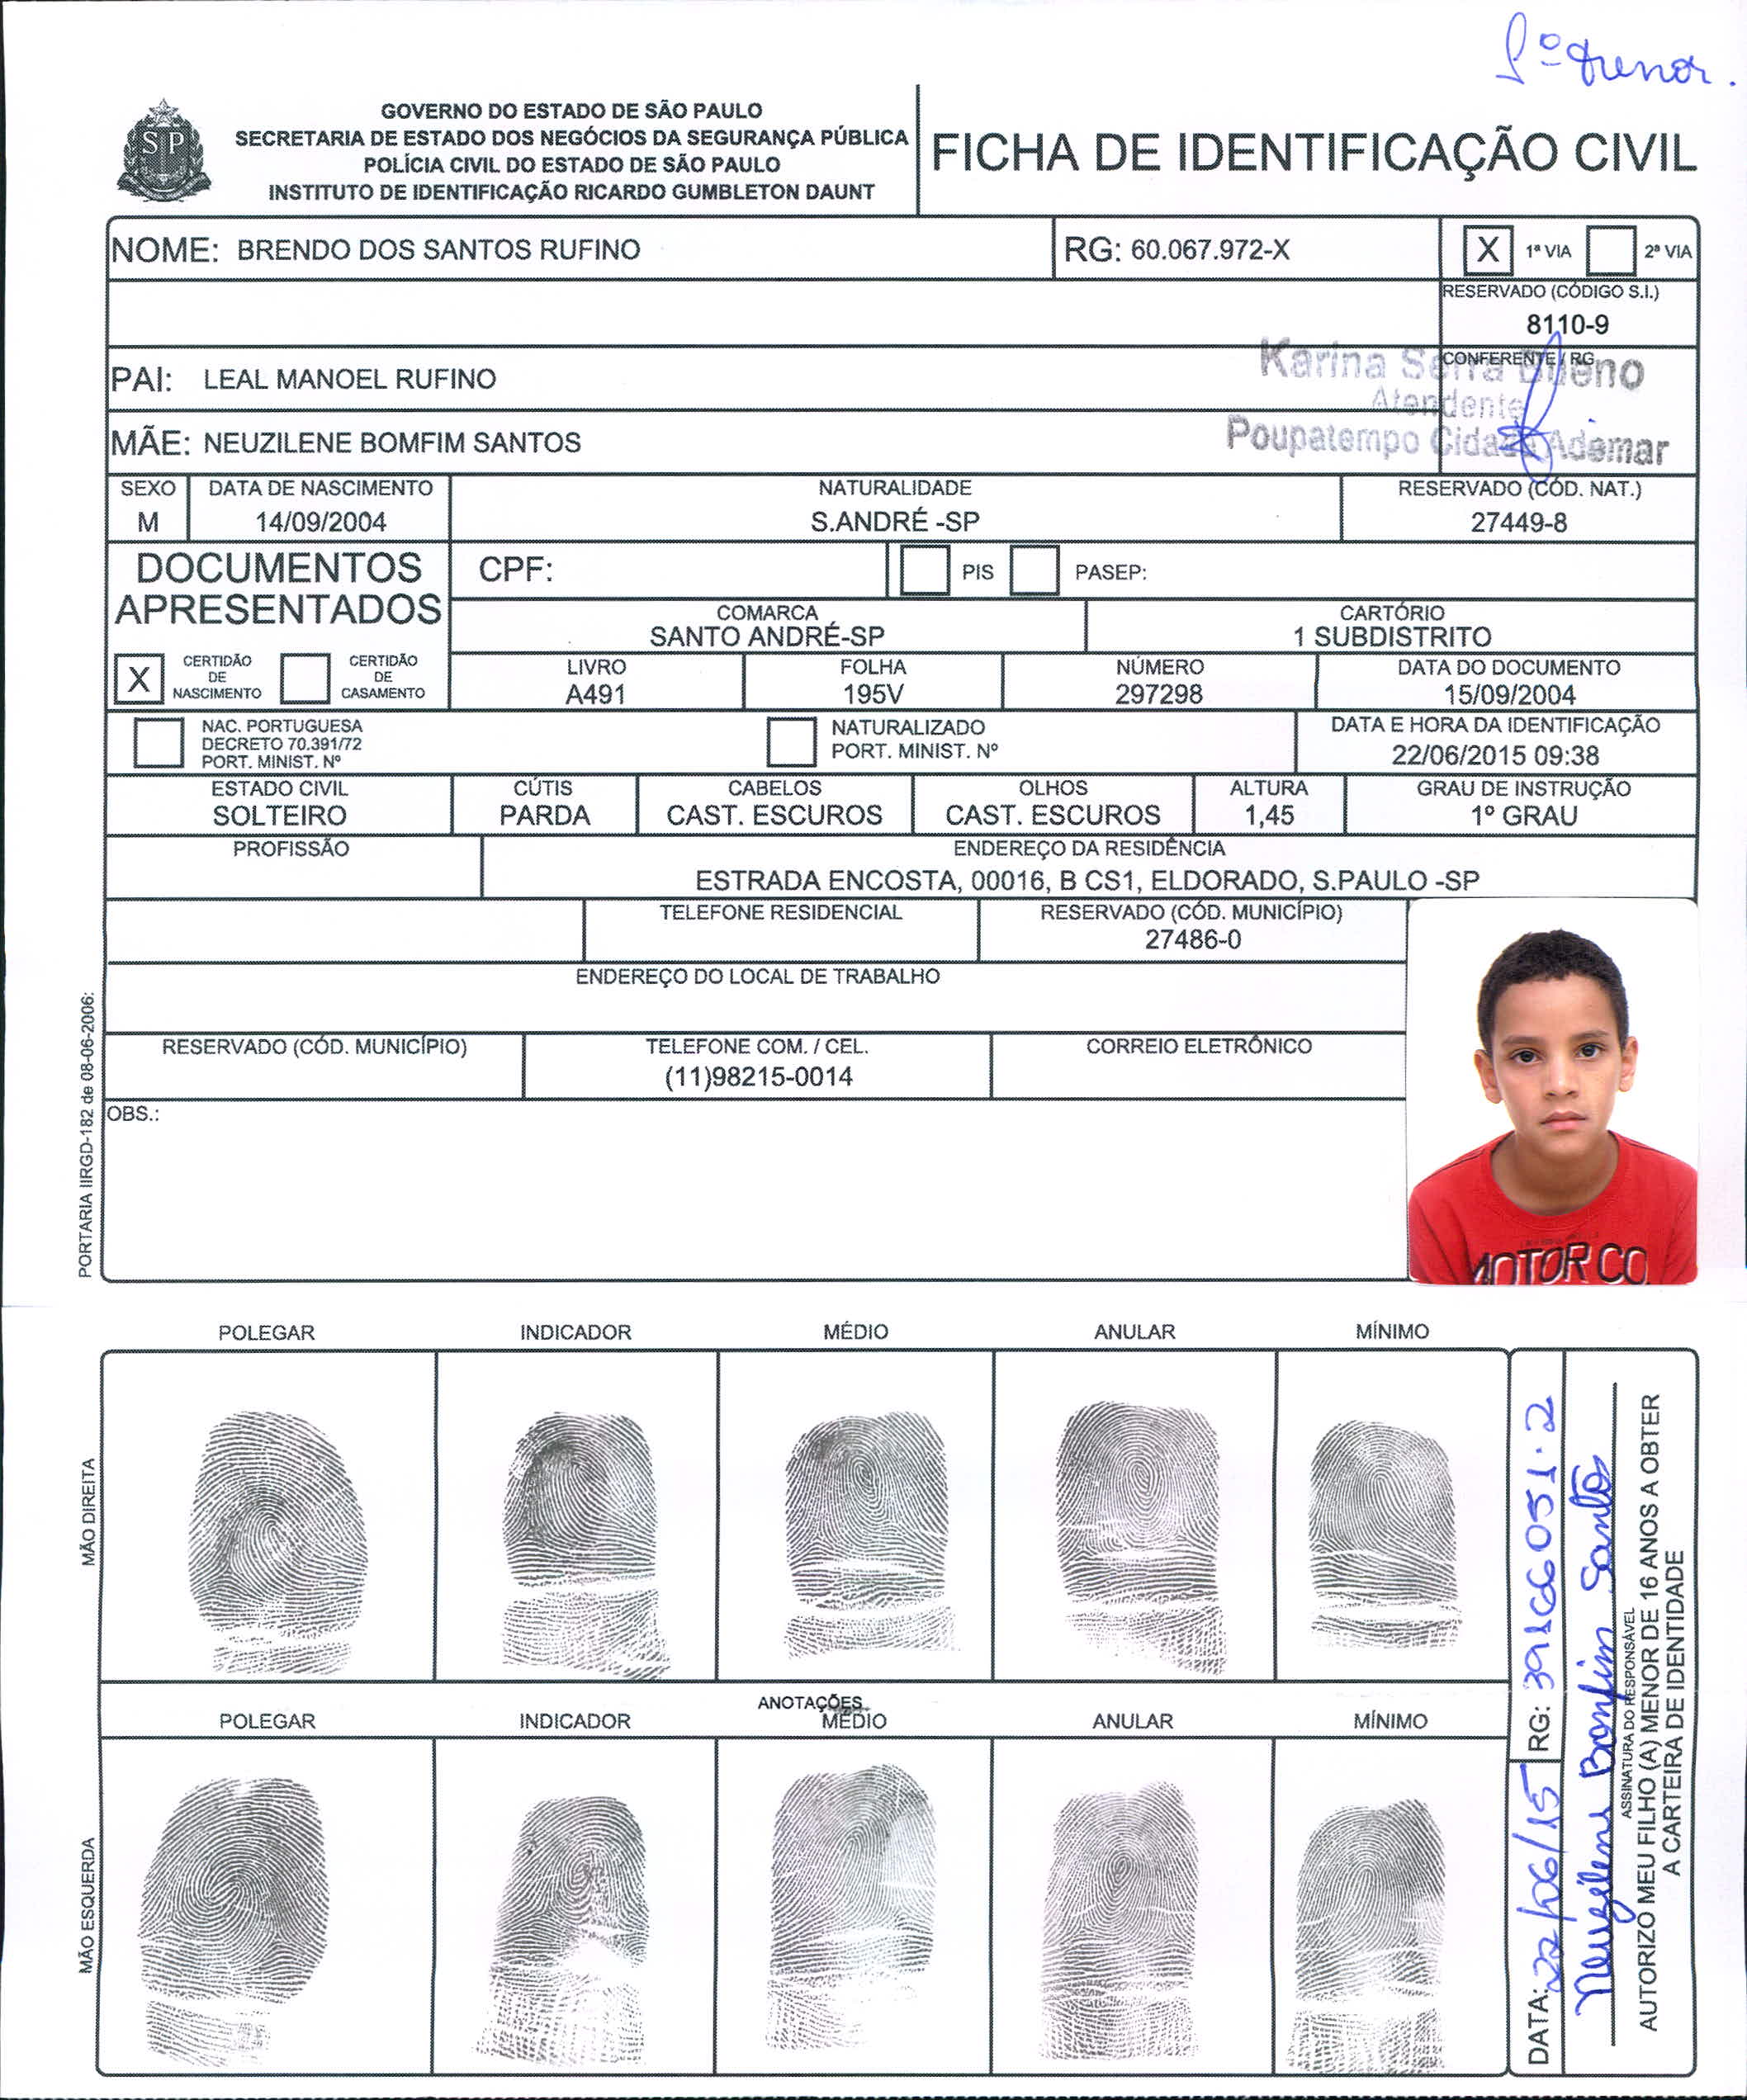 GOVERNO DO ESTADO DE SÃO PAULO
SECRETARIA DE ESTADO DOS NEGÓCIOS DA SEGURANÇA PÚBLICA
POLÍCIA CIVIL DO ESTADO DE SÃO PAULO
INSTITUTO DE IDENTIFICAÇÃO RICARDO GUMBLETON DAUNT
SP
FICHA DE IDENTIFICAÇÃO CIVIL
NOME: BRENDO DOS SANTOS RUFINO
RG: 60.067.972-X
X 1ª VIA 2ª VIA
RESERVADO (CÓDIGO S.I.)
8110-9
PAI: LEAL MANOEL RUFINO
CONFERENTE / RG
Karina Serra Bueno
Atendente
Poupatempo Cidade Ademar
MÃE: NEUZILENE BOMFIM SANTOS
SEXO
M
DATA DE NASCIMENTO
14/09/2004
NATURALIDADE
S.ANDRÉ -SP
RESERVADO (CÓD. NAT.)
27449-8
DOCUMENTOS
APRESENTADOS
X CERTIDÃO DE NASCIMENTO
CERTIDÃO DE CASAMENTO
CPF:
PIS
PASEP:
COMARCA
SANTO ANDRÉ-SP
CARTÓRIO
1 SUBDISTRITO
LIVRO
A491
FOLHA
195V
NÚMERO
297298
DATA DO DOCUMENTO
15/09/2004
NAC. PORTUGUESA
DECRETO 70.391/72
PORT. MINIST. Nº
NATURALIZADO
PORT. MINIST. Nº
DATA E HORA DA IDENTIFICAÇÃO
22/06/2015 09:38
ESTADO CIVIL
SOLTEIRO
CÚTIS
PARDA
CABELOS
CAST. ESCUROS
OLHOS
CAST. ESCUROS
ALTURA
1,45
GRAU DE INSTRUÇÃO
1º GRAU
PROFISSÃO
ENDEREÇO DA RESIDÊNCIA
ESTRADA ENCOSTA, 00016, B CS1, ELDORADO, S.PAULO -SP
TELEFONE RESIDENCIAL
RESERVADO (CÓD. MUNICÍPIO)
27486-0
ENDEREÇO DO LOCAL DE TRABALHO
RESERVADO (CÓD. MUNICÍPIO)
TELEFONE COM. / CEL.
(11)98215-0014
CORREIO ELETRÔNICO
OBS.:
MOTOR CO
PORTARIA IIRGD-182 de 08-06-2006:
POLEGAR INDICADOR MÉDIO ANULAR MÍNIMO
MÃO DIREITA
ANOTAÇÕES
POLEGAR INDICADOR MÉDIO ANULAR MÍNIMO
MÃO ESQUERDA
DATA: 22/06/15 RG: 39166051-2
Neuzilene Bonfim Santos
ASSINATURA DO RESPONSÁVEL
AUTORIZO MEU FILHO (A) MENOR DE 16 ANOS A OBTER
A CARTEIRA DE IDENTIDADE